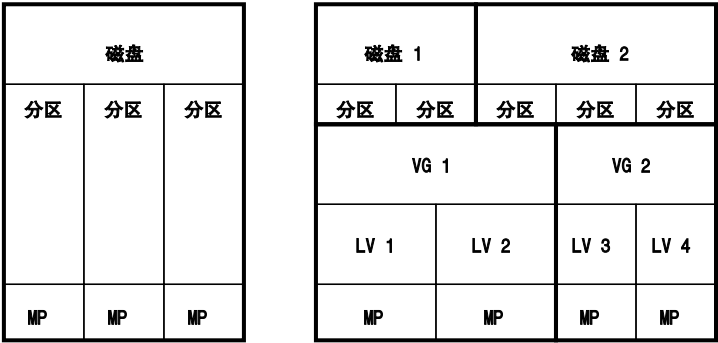 磁盘
分区 分区 分区
MP MP MP
磁盘 1 磁盘 2
分区 分区 分区 分区 分区
VG 1 VG 2
LV 1 LV 2 LV 3 LV 4
MP MP MP MP